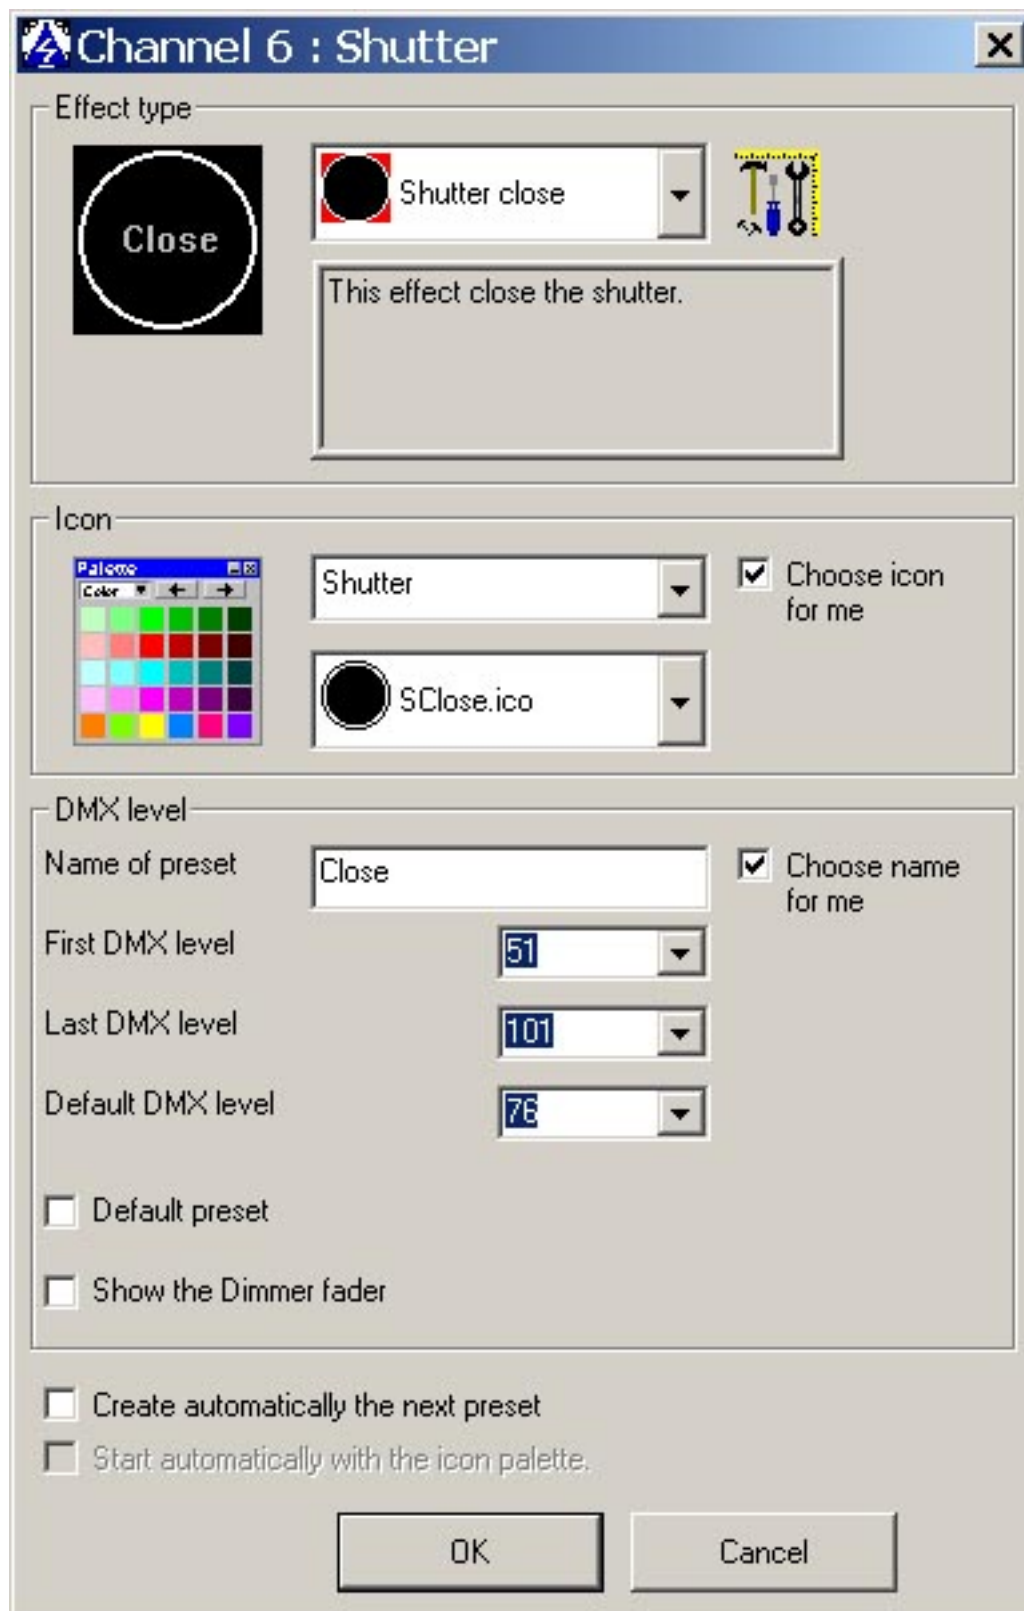 Channel 6 : Shutter
Effect type
Close
Shutter close
This effect close the shutter.
Icon
Palette
Color
Shutter
Choose icon
for me
SClose.ico
DMX level
Name of preset
Close
Choose name
for me
First DMX level
51
Last DMX level
101
Default DMX level
76
Default preset
Show the Dimmer fader
Create automatically the next preset
Start automatically with the icon palette.
OK
Cancel